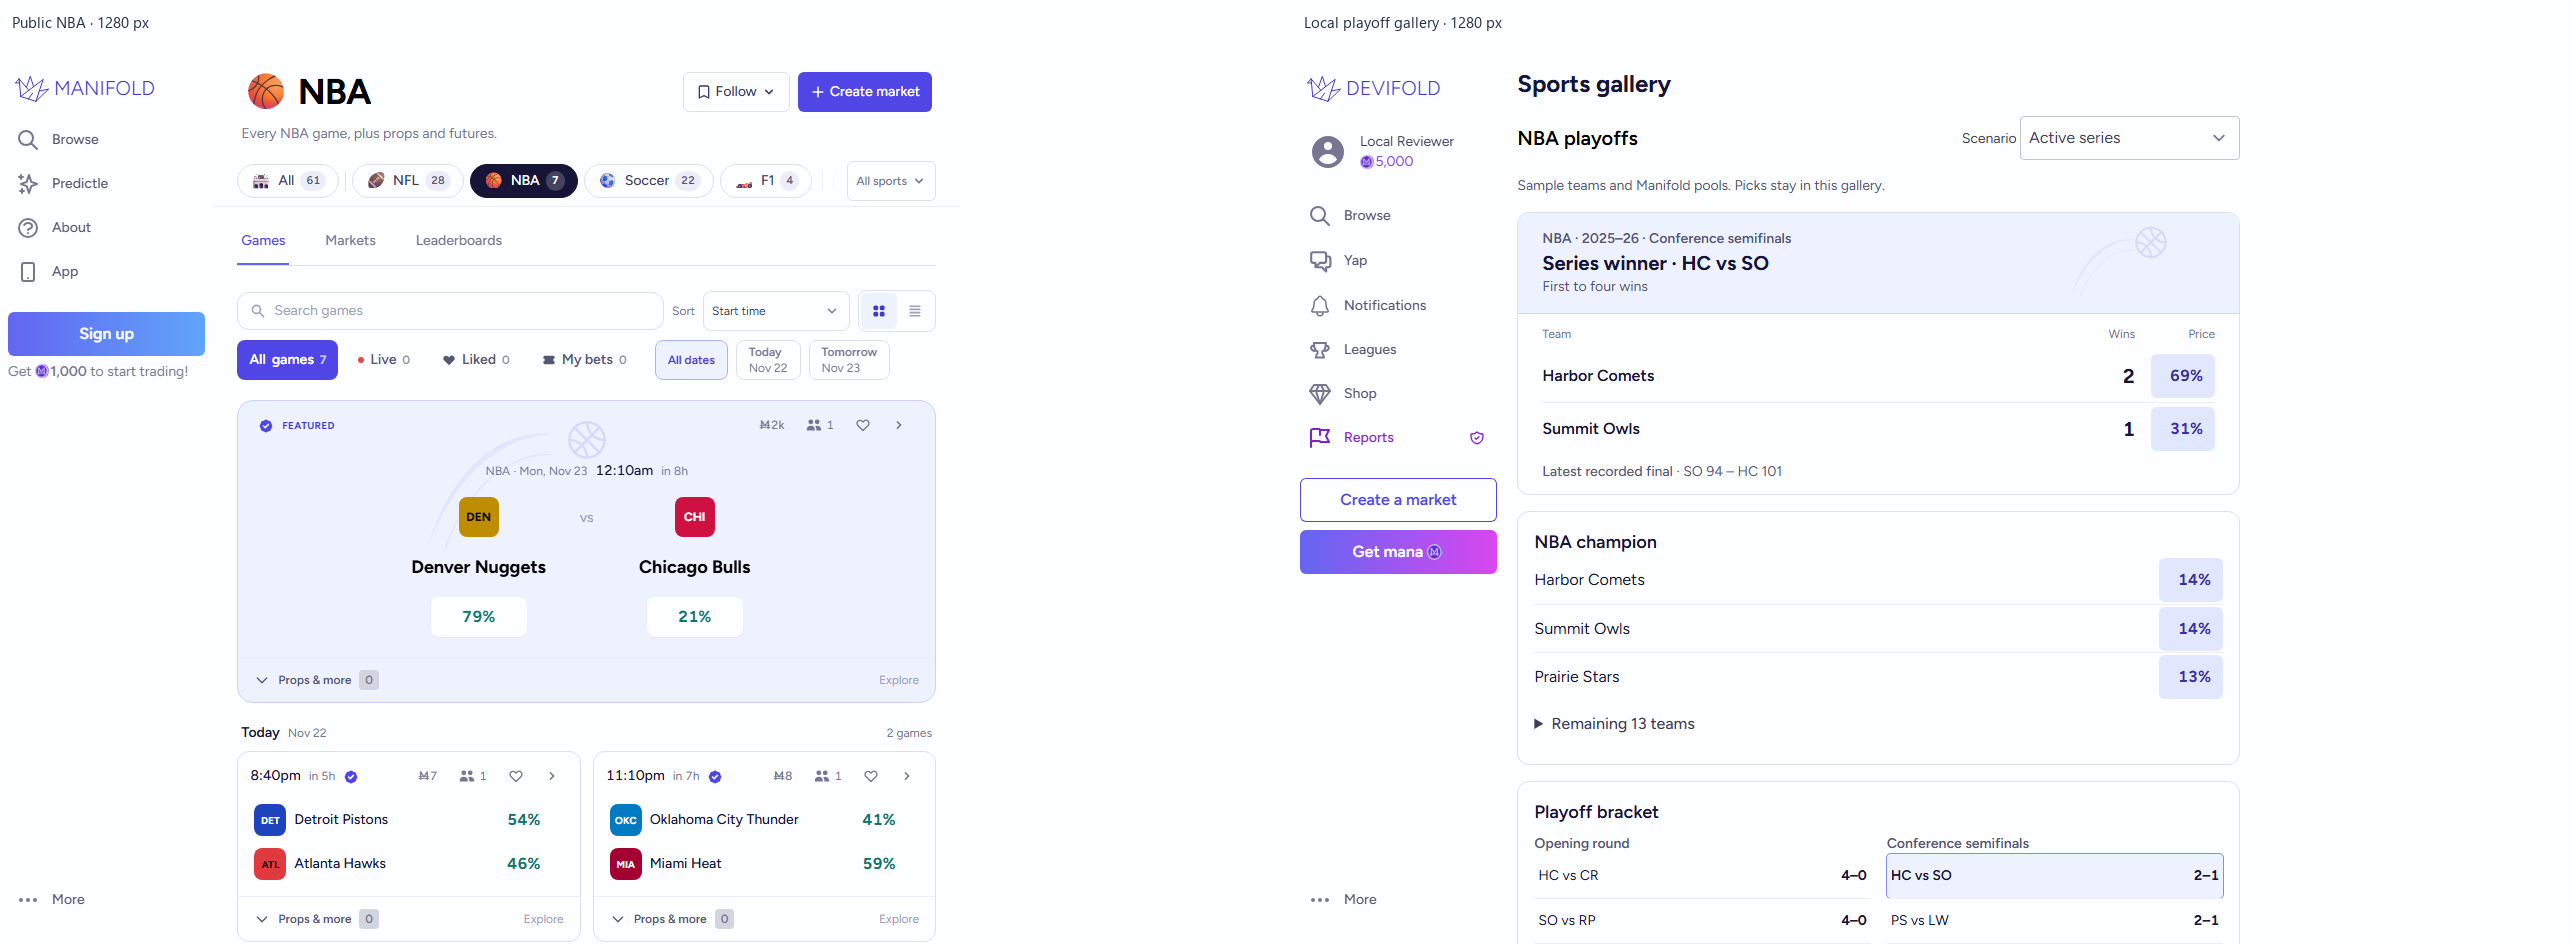 Public NBA · 1280 px
MANIFOLD
Browse
Predictle
About
App
Sign up
Get M1,000 to start trading!
More
NBA
Follow
+ Create market
Every NBA game, plus props and futures.
All 61
NFL 28
NBA 7
Soccer 22
F1 4
All sports
Games
Markets
Leaderboards
Search games
Sort
Start time
All games 7
Live 0
Liked 0
My bets 0
All dates
Today
Nov 22
Tomorrow
Nov 23
FEATURED
M2k
1
NBA · Mon, Nov 23 12:10am in 8h
DEN
vs
CHI
Denver Nuggets
Chicago Bulls
79%
21%
Props & more 0
Explore
Today Nov 22
2 games
8:40pm in 5h
M7
1
DET Detroit Pistons 54%
ATL Atlanta Hawks 46%
Props & more 0
Explore
11:10pm in 7h
M8
1
OKC Oklahoma City Thunder 41%
MIA Miami Heat 59%
Props & more 0
Explore
Local playoff gallery · 1280 px
DEVIFOLD
Local Reviewer
M5,000
Browse
Yap
Notifications
Leagues
Shop
Reports
Create a market
Get mana M
More
Sports gallery
NBA playoffs
Scenario
Active series
Sample teams and Manifold pools. Picks stay in this gallery.
NBA · 2025–26 · Conference semifinals
Series winner · HC vs SO
First to four wins
Team Wins Price
Harbor Comets 2 69%
Summit Owls 1 31%
Latest recorded final · SO 94 – HC 101
NBA champion
Harbor Comets 14%
Summit Owls 14%
Prairie Stars 13%
Remaining 13 teams
Playoff bracket
Opening round
HC vs CR 4–0
SO vs RP 4–0
Conference semifinals
HC vs SO 2–1
PS vs LW 2–1